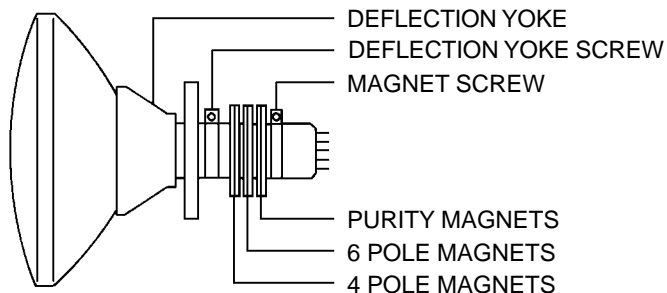 DEFLECTION YOKE
DEFLECTION YOKE SCREW
MAGNET SCREW
PURITY MAGNETS
6 POLE MAGNETS
4 POLE MAGNETS